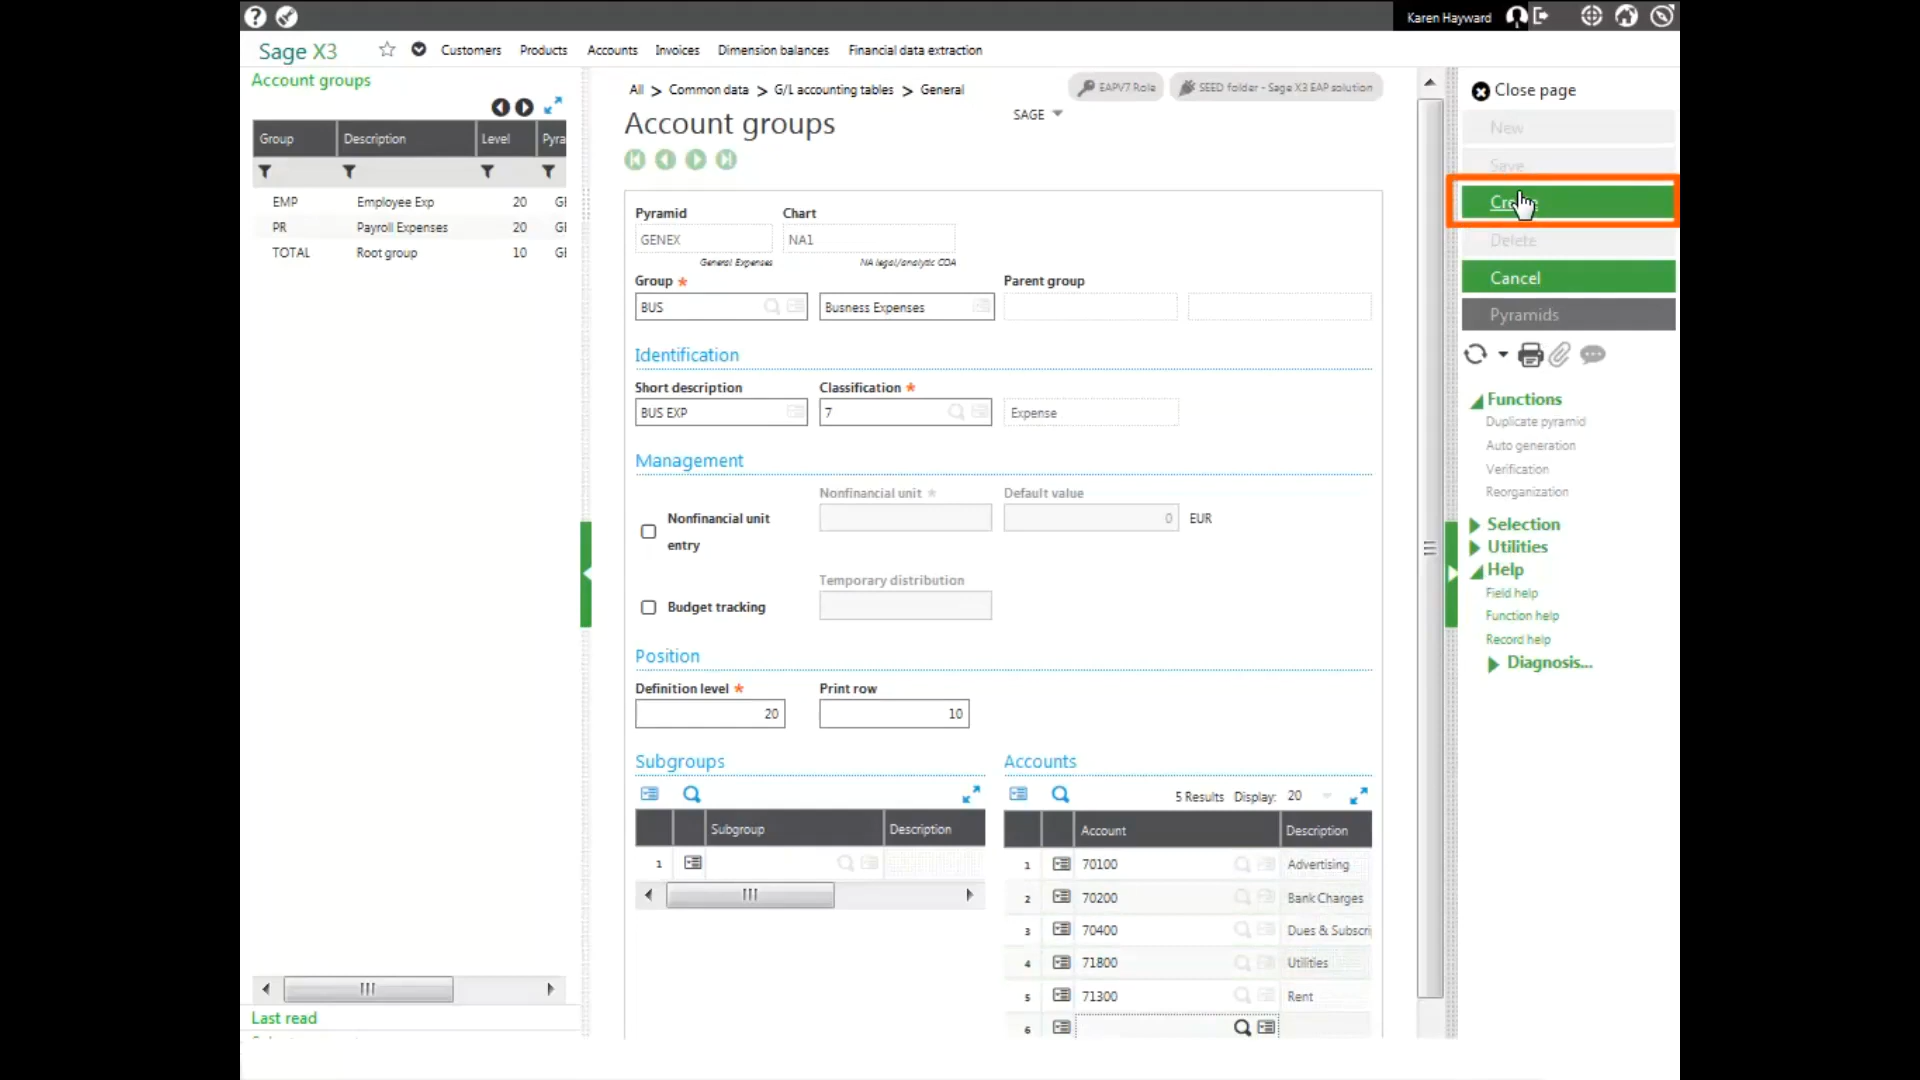 Karen Hayward
Sage X3
Customers
Products
Accounts
Invoices
Dimension balances
Financial data extraction
Account groups
Group Description Level Pyra
EMP Employee Exp 20 GI
PR Payroll Expenses 20 GI
TOTAL Root group 10 GI
Last read
All > Common data > G/L accounting tables > General
EAPV7 Role
SEED folder - Sage X3 EAP solution
SAGE
Account groups
Pyramid Chart
GENEX NA1
General Expenses NA legal/analytic COA
Group * Parent group
BUS Busness Expenses
Identification
Short description Classification *
BUS EXP 7 Expense
Management
Nonfinancial unit * Default value
Nonfinancial unit
entry
0 EUR
Temporary distribution
Budget tracking
Position
Definition level * Print row
20 10
Subgroups
Subgroup Description
1
Accounts
5 Results Display: 20
Account Description
1 70100 Advertising
2 70200 Bank Charges
3 70400 Dues & Subscri
4 71800 Utilities
5 71300 Rent
6
Close page
New
Save
Delete
Cancel
Pyramids
Functions
Duplicate pyramid
Auto generation
Verification
Reorganization
Selection
Utilities
Help
Field help
Function help
Record help
Diagnosis...